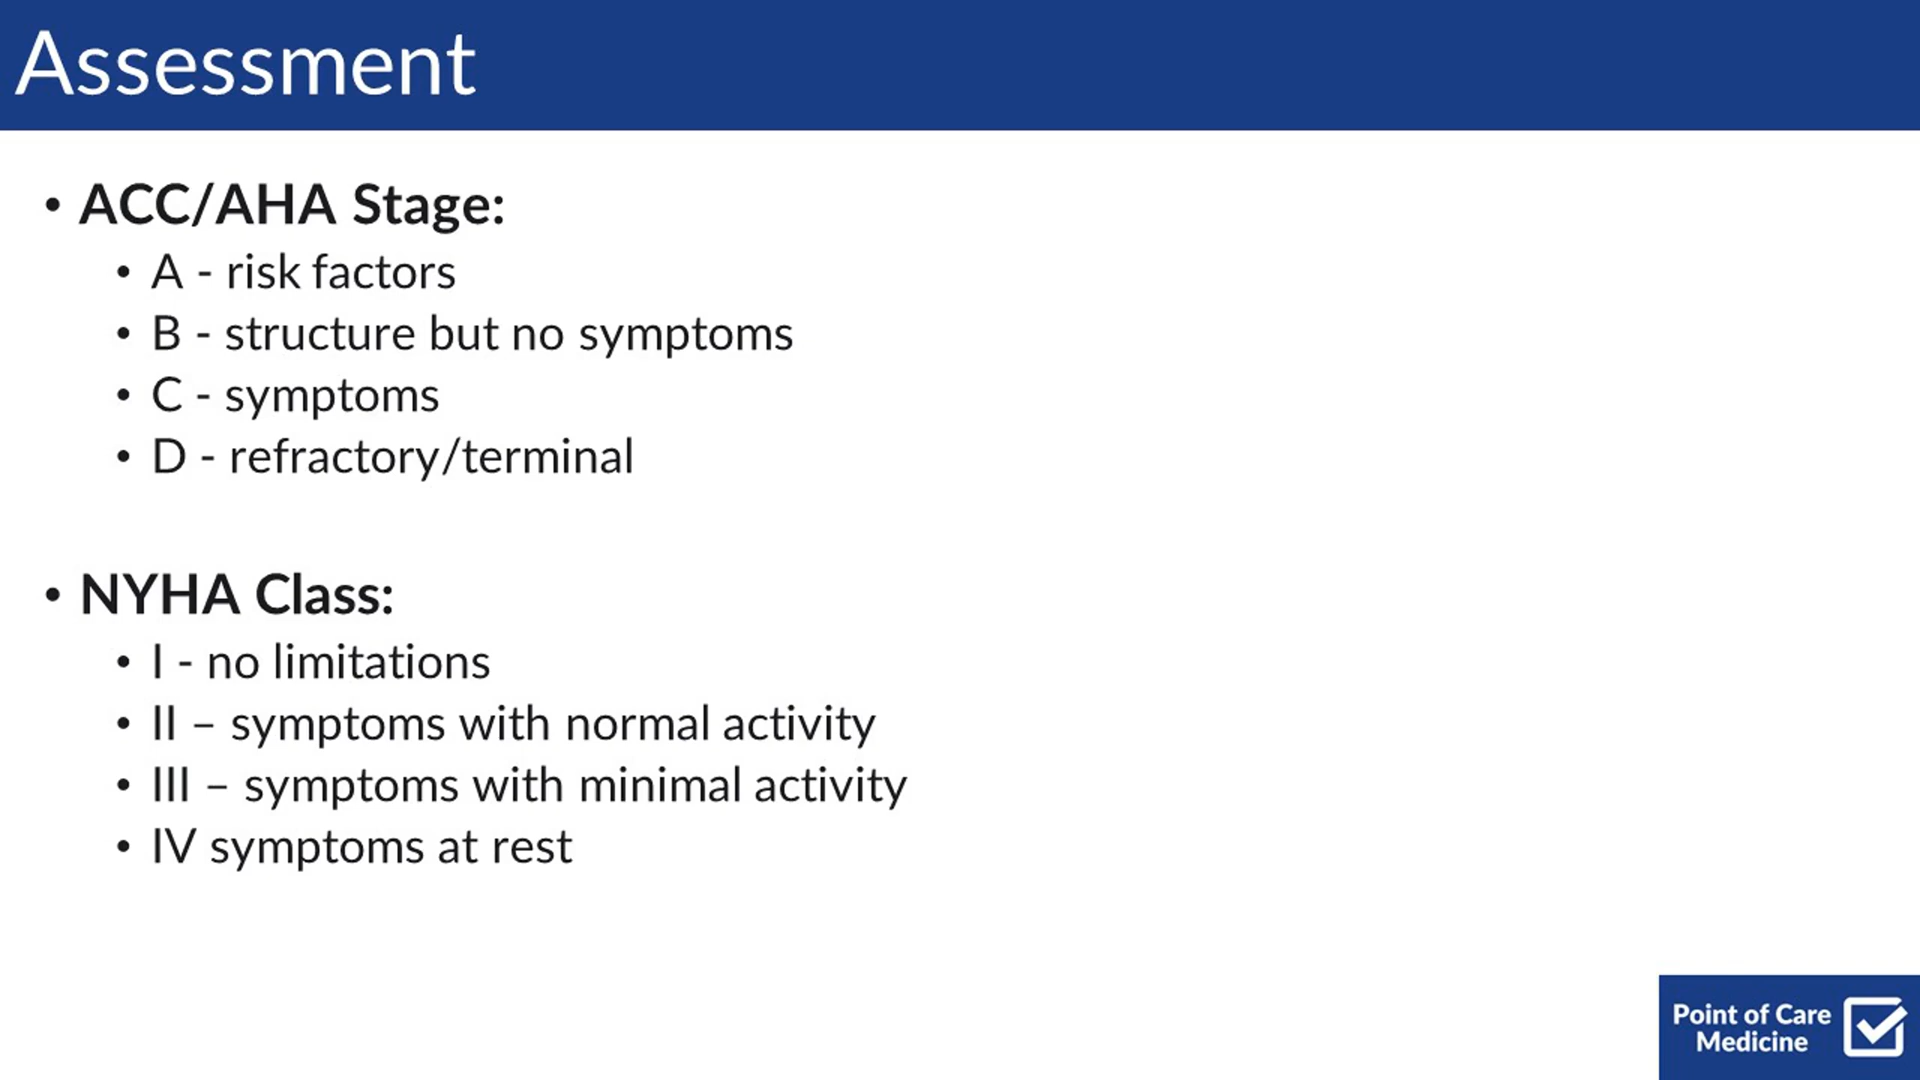 Assessment
• ACC/AHA Stage:
• A - risk factors
• B - structure but no symptoms
• C - symptoms
• D - refractory/terminal
• NYHA Class:
• I - no limitations
• II – symptoms with normal activity
• III – symptoms with minimal activity
• IV symptoms at rest
Point of Care
Medicine